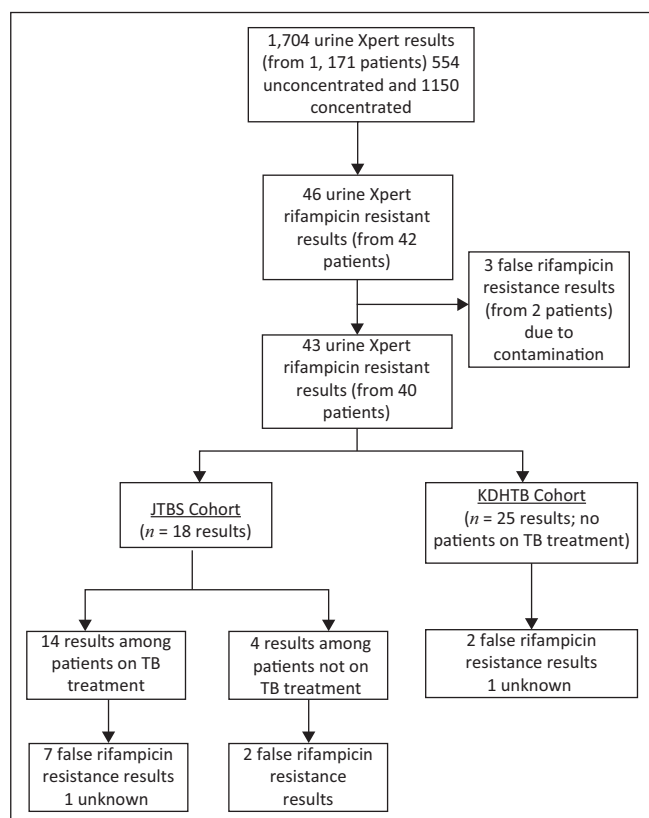 1,704 urine Xpert results
(from 1, 171 patients) 554
unconcentrated and 1150
concentrated
46 urine Xpert
rifampicin resistant
results (from 42
patients)
3 false rifampicin
resistance results
(from 2 patients)
due to
contamination
43 urine Xpert
rifampicin resistant
results (from 40
patients)
JTBS Cohort
(n = 18 results)
KDHTB Cohort
(n = 25 results; no
patients on TB treatment)
14 results among
patients on TB
treatment
4 results among
patients not on
TB treatment
2 false rifampicin
resistance results
1 unknown
7 false rifampicin
resistance results
1 unknown
2 false rifampicin
resistance
results